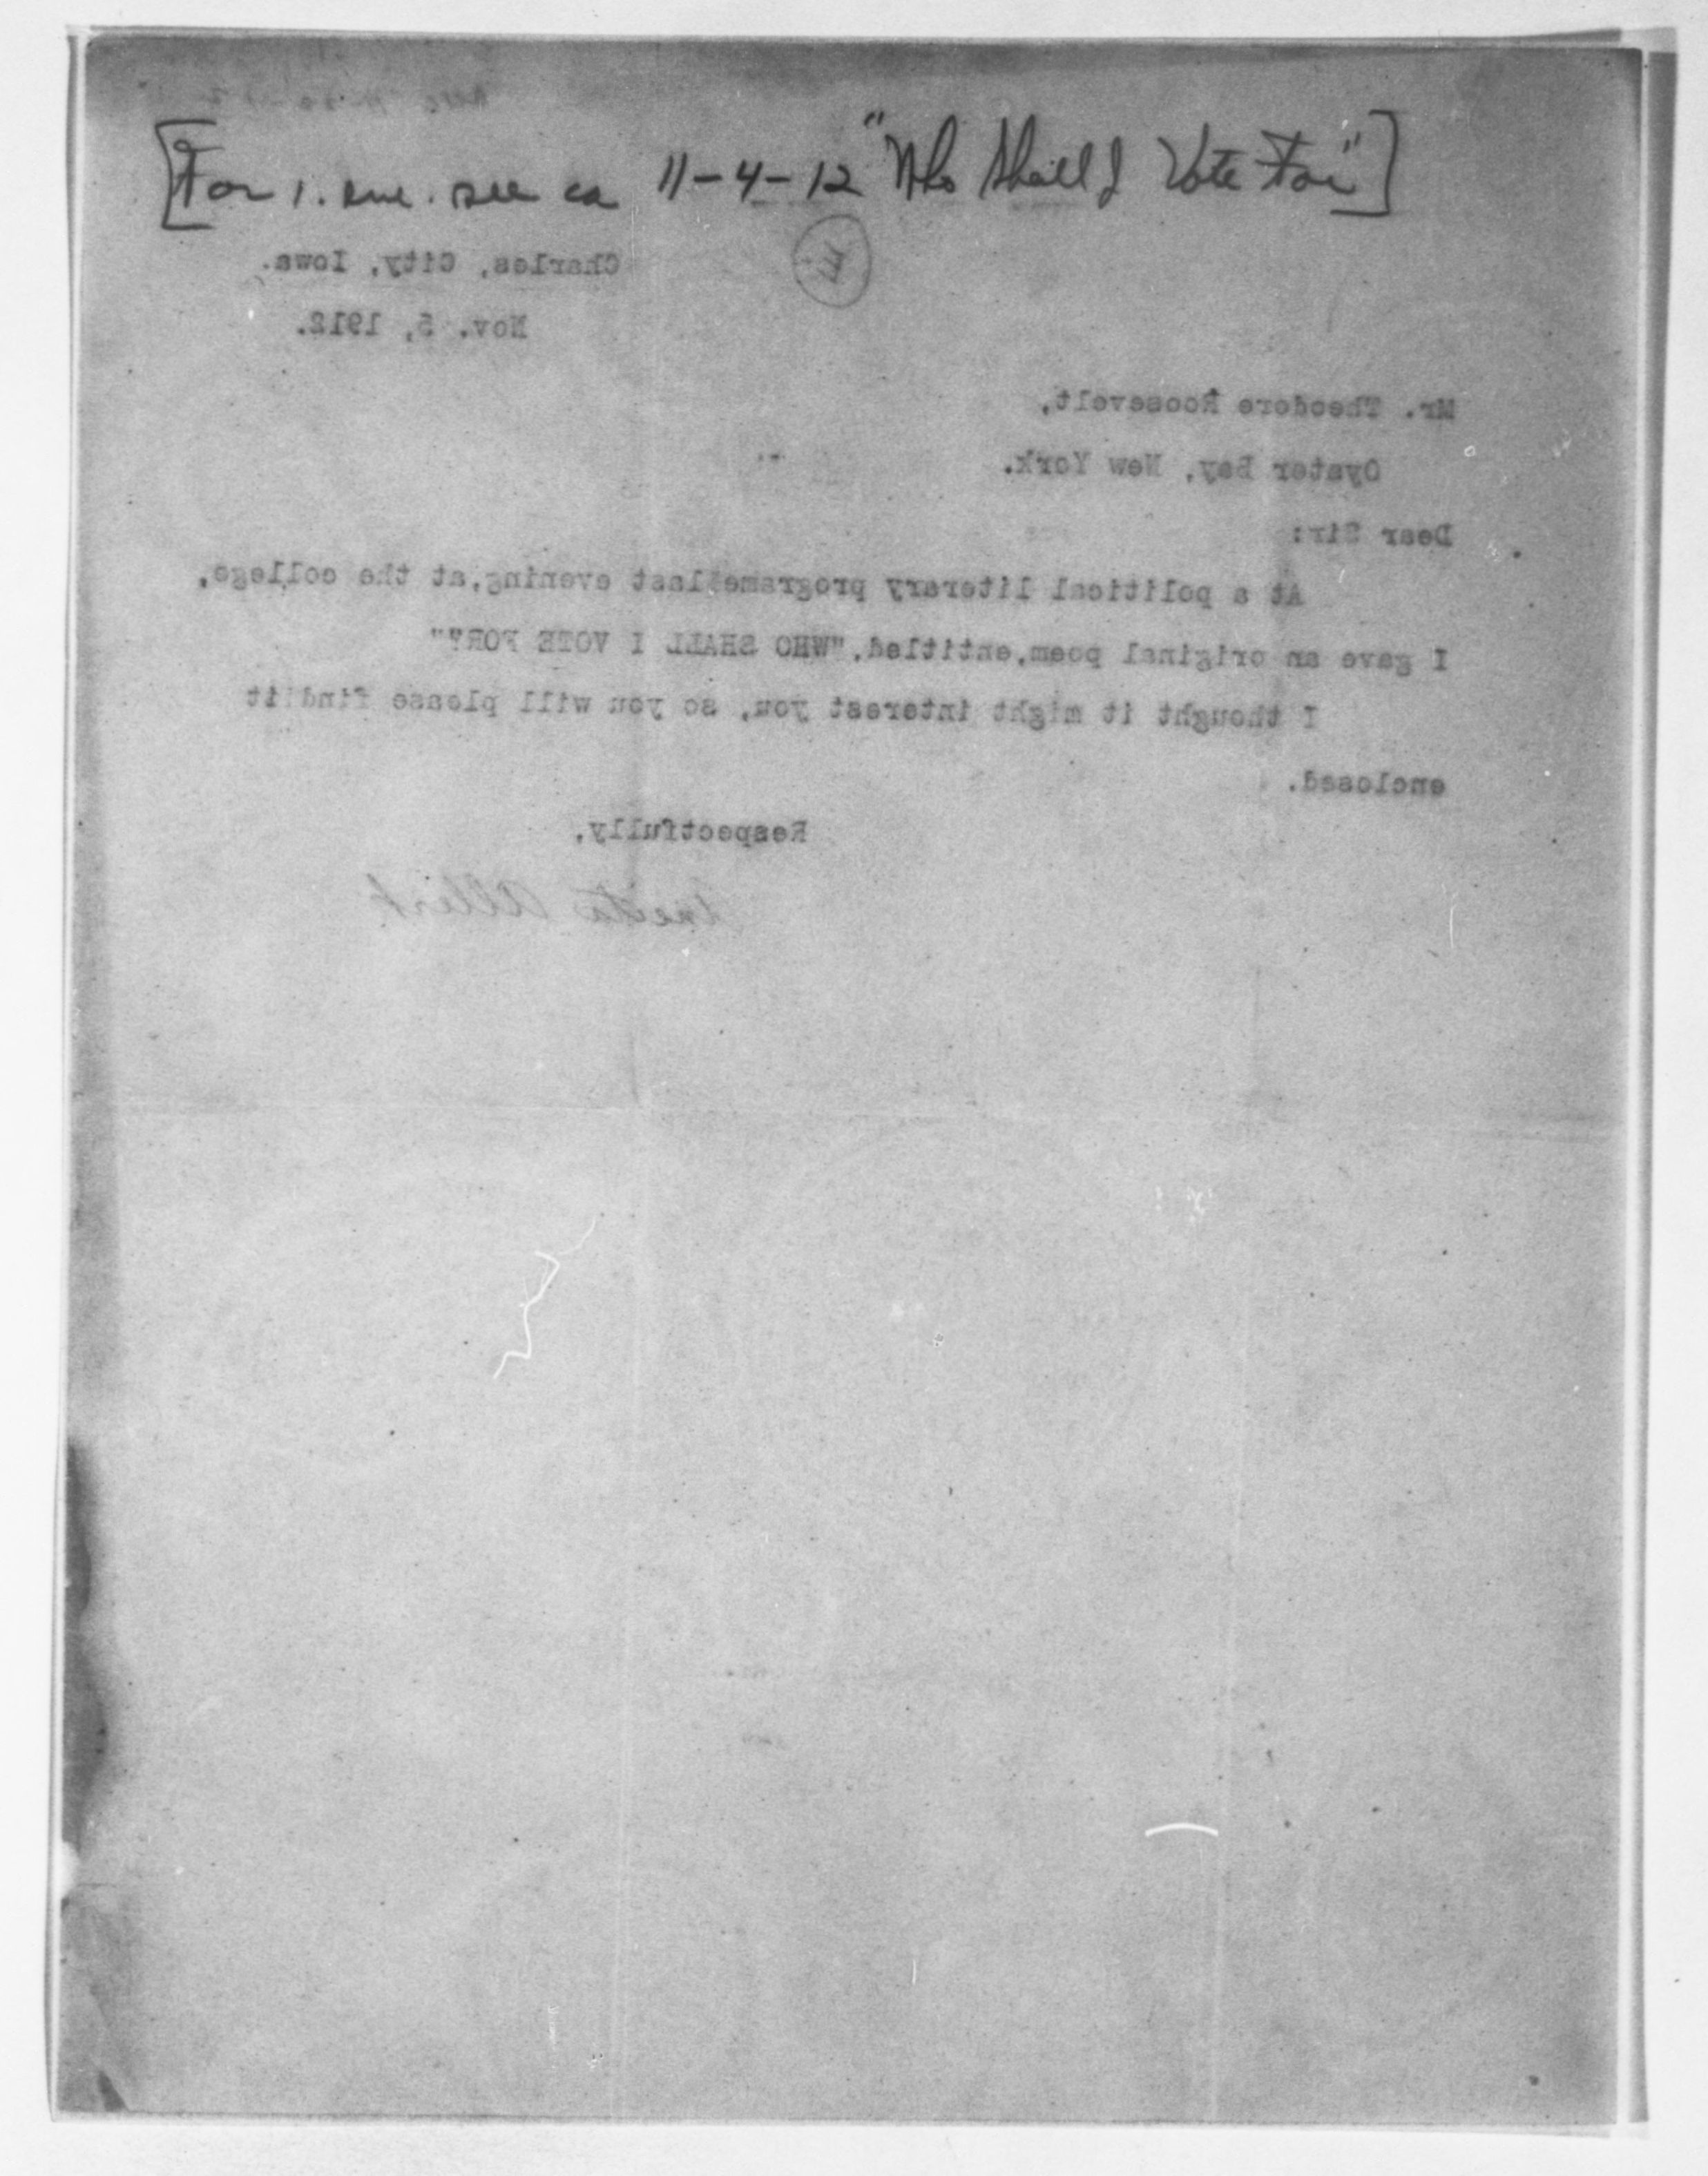 [For 1. enc. see ca 11-4-12 "Who Shall I Vote For"]
Charles, City, Iowa.
Nov. 5, 1912.
Mr. Theodore Roosevelt,
Oyster Bay, New York.
Dear Sir:
At a political literary programe last evening,at the college,
I gave an original poem,entitled,"WHO SHALL I VOTE FOR?"
I thought it might interest you, so you will please find it
enclosed.
Respectfully,
Albert